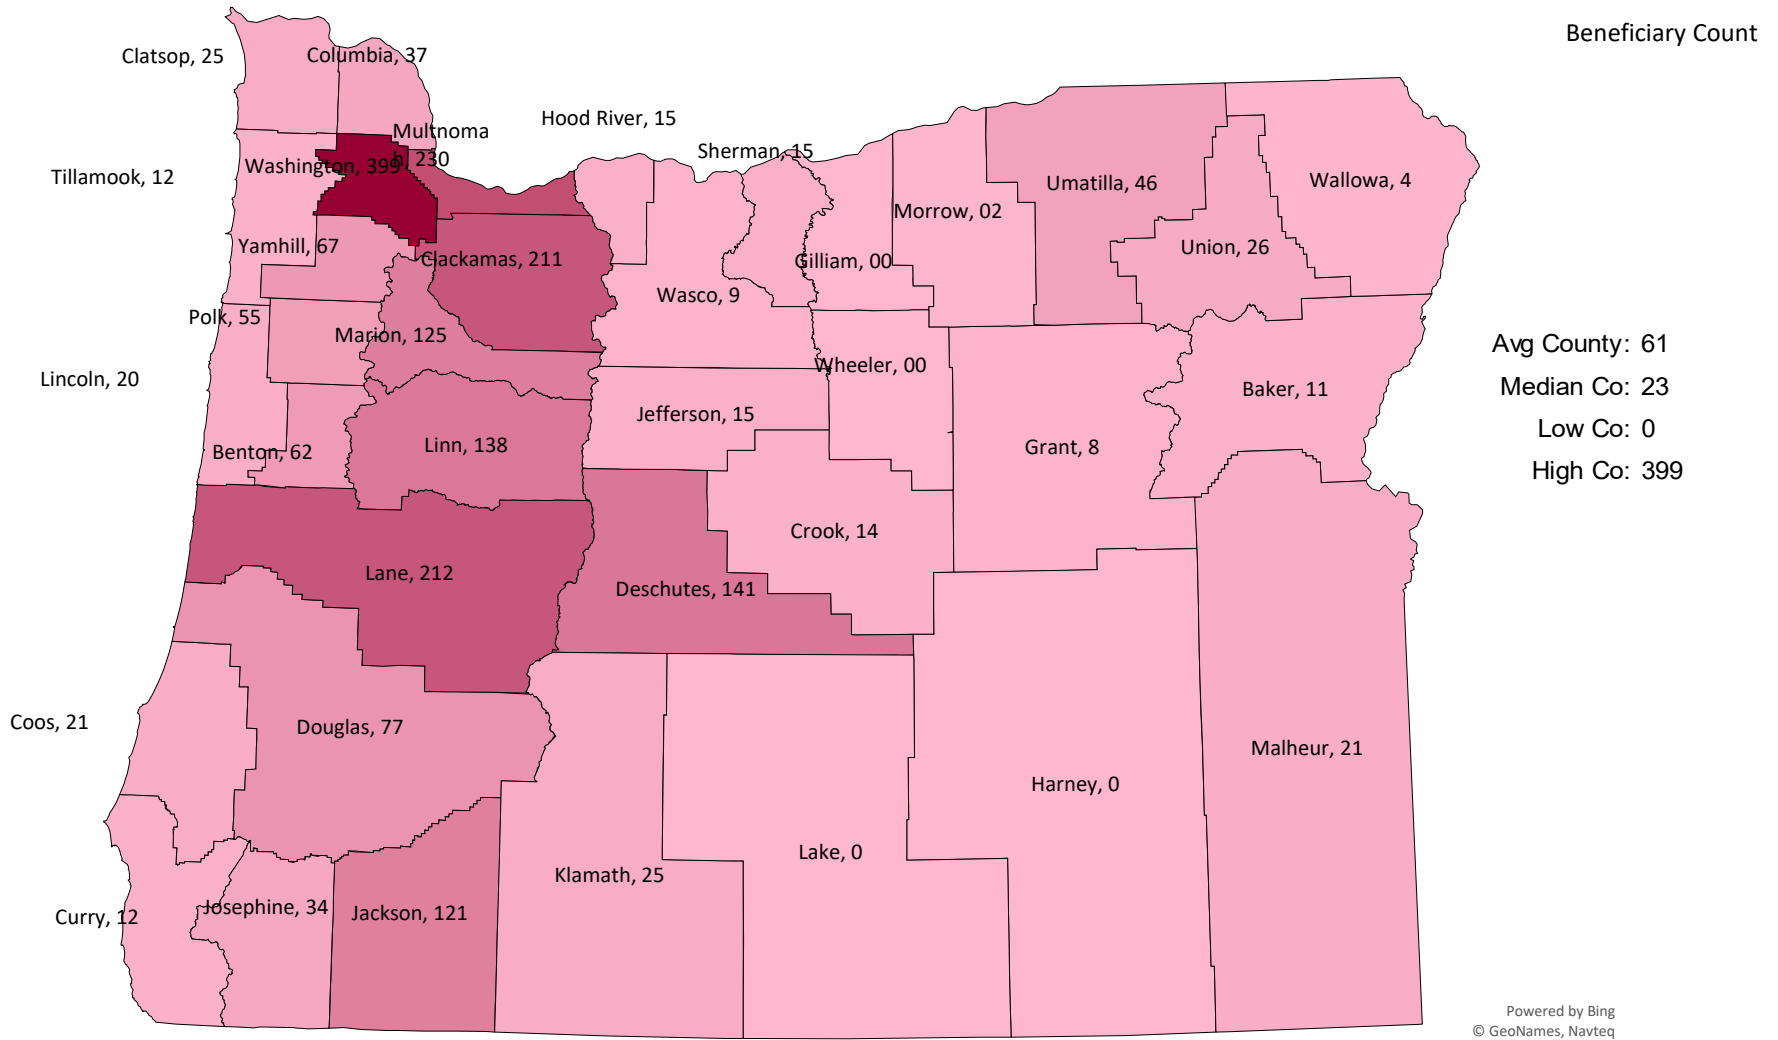 Beneficiary Count
Clatsop, 25
Columbia, 37
Hood River, 15
Multnoma
h, 230
Sherman, 15
Washington, 399
Tillamook, 12
Umatilla, 46
Wallowa, 4
Morrow, 02
Yamhill, 67
Union, 26
Clackamas, 211
Gilliam, 00
Wasco, 9
Polk, 55
Marion, 125
Avg County: 61
Wheeler, 00
Lincoln, 20
Median Co: 23
Baker, 11
Jefferson, 15
Low Co: 0
Linn, 138
Grant, 8
Benton, 62
High Co: 399
Crook, 14
Lane, 212
Deschutes, 141
Coos, 21
Douglas, 77
Malheur, 21
Harney, 0
Lake, 0
Klamath, 25
Josephine, 34
Jackson, 121
Curry, 12
Powered by Bing
© GeoNames, Navteq